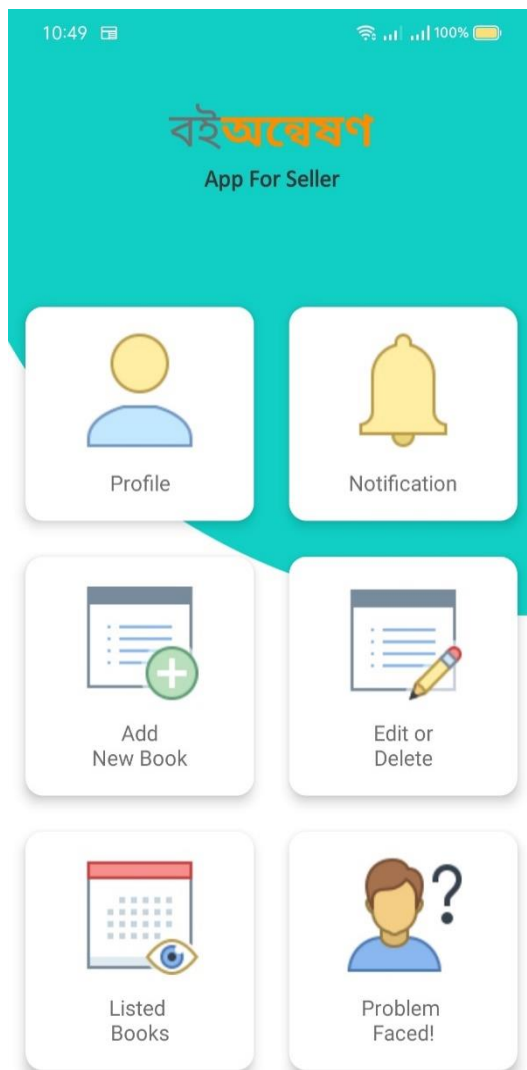 10:49
100%
বইঅন্বেষণ
App For Seller
Profile
Notification
Add
New Book
Edit or
Delete
Listed
Books
Problem
Faced!